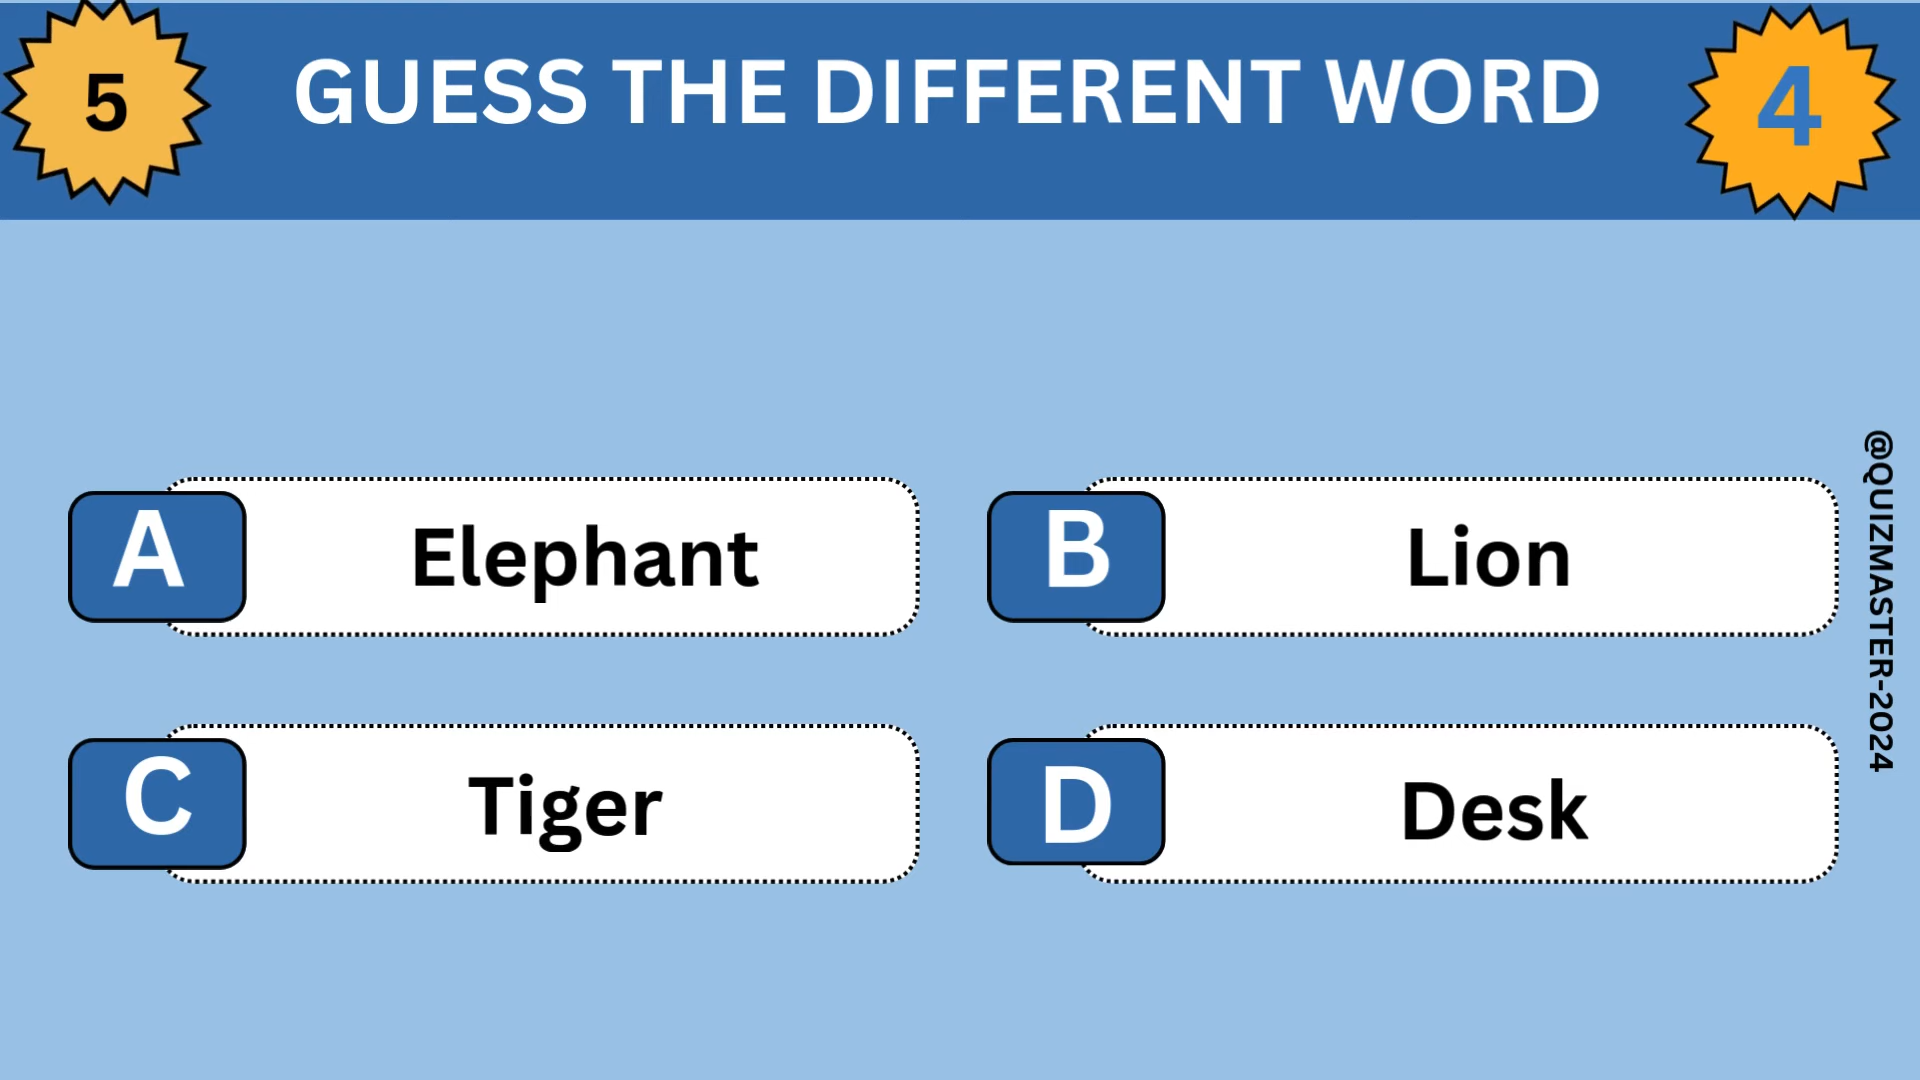 5
GUESS THE DIFFERENT WORD
4
A
Elephant
B
Lion
C
Tiger
D
Desk
@QUIZMASTER-2024